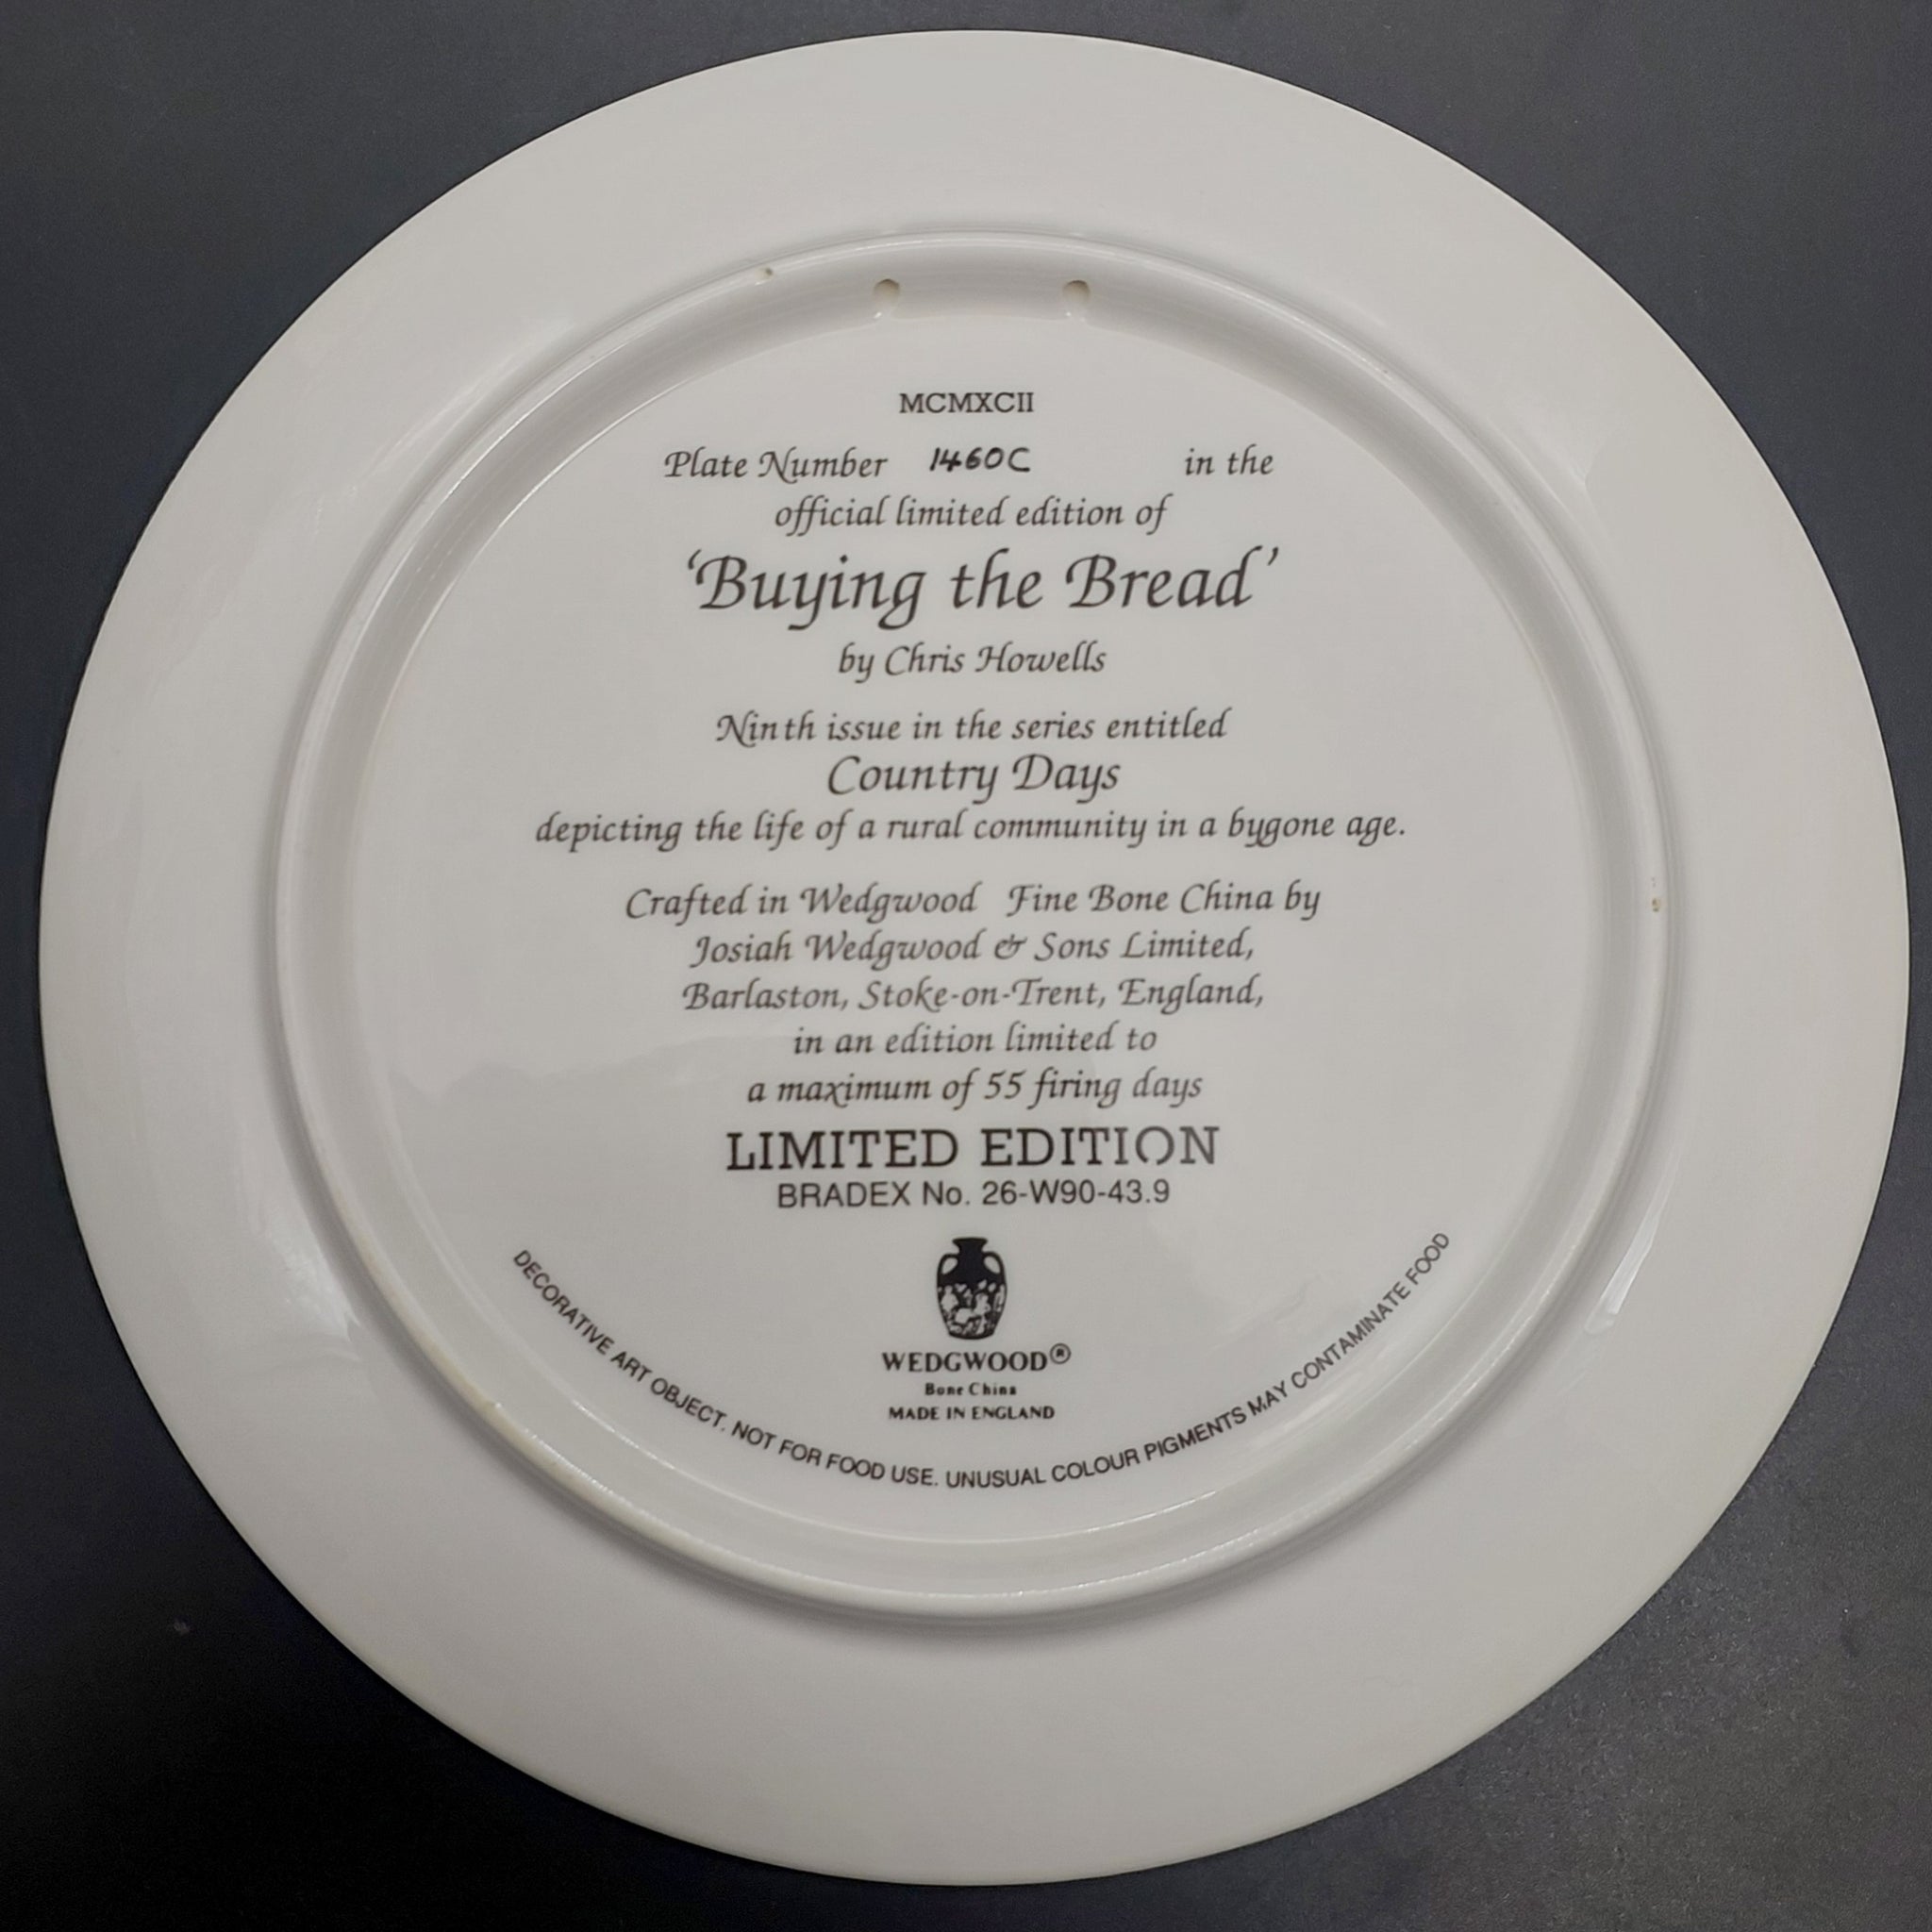 MCMXCII
Plate Number 1460C in the
official limited edition of
‘Buying the Bread’
by Chris Howells
Ninth issue in the series entitled
Country Days
depicting the life of a rural community in a bygone age.
Crafted in Wedgwood Fine Bone China by
Josiah Wedgwood & Sons Limited,
Barlaston, Stoke-on-Trent, England,
in an edition limited to
a maximum of 55 firing days
LIMITED EDITION
BRADEX No. 26-W90-43.9
WEDGWOOD®
Bone China
MADE IN ENGLAND
DECORATIVE ART OBJECT. NOT FOR FOOD USE. UNUSUAL COLOUR PIGMENTS MAY CONTAMINATE FOOD